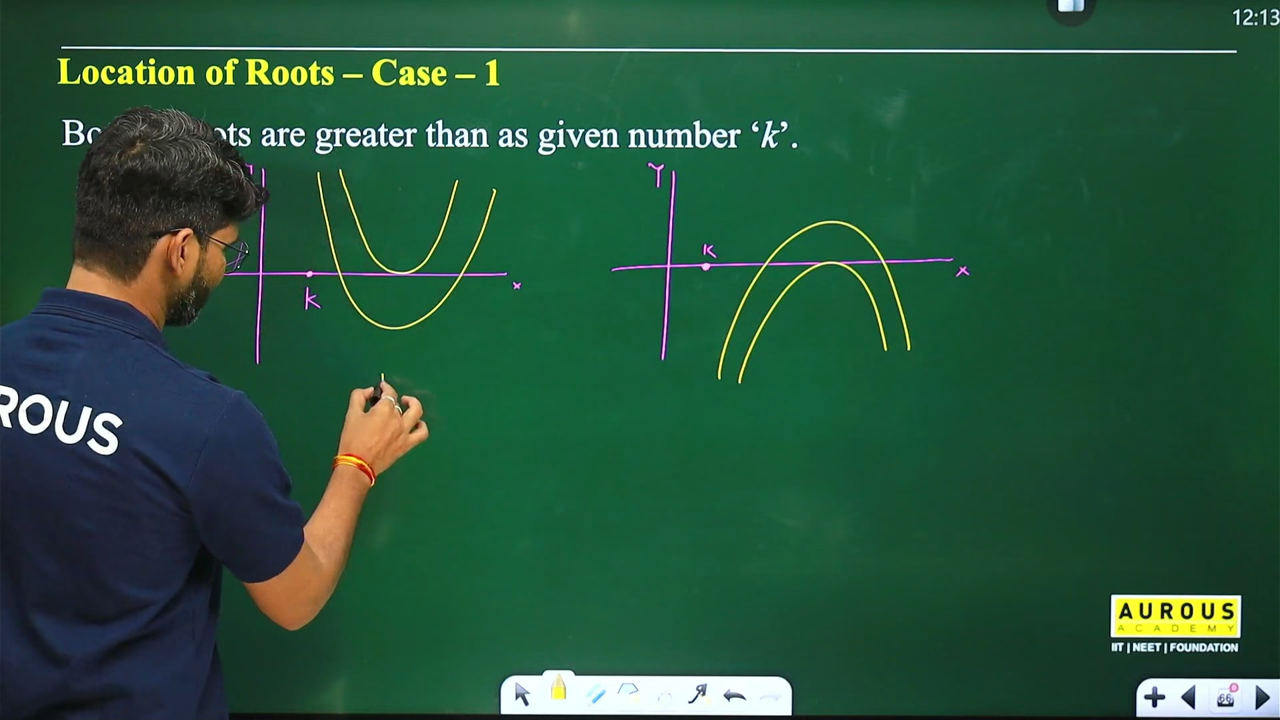 12:13
Location of Roots – Case – 1
ots are greater than as given number ‘k’.
Y
K
x
k
x
ROUS
AUROUS
ACADEMY
IIT | NEET | FOUNDATION
66